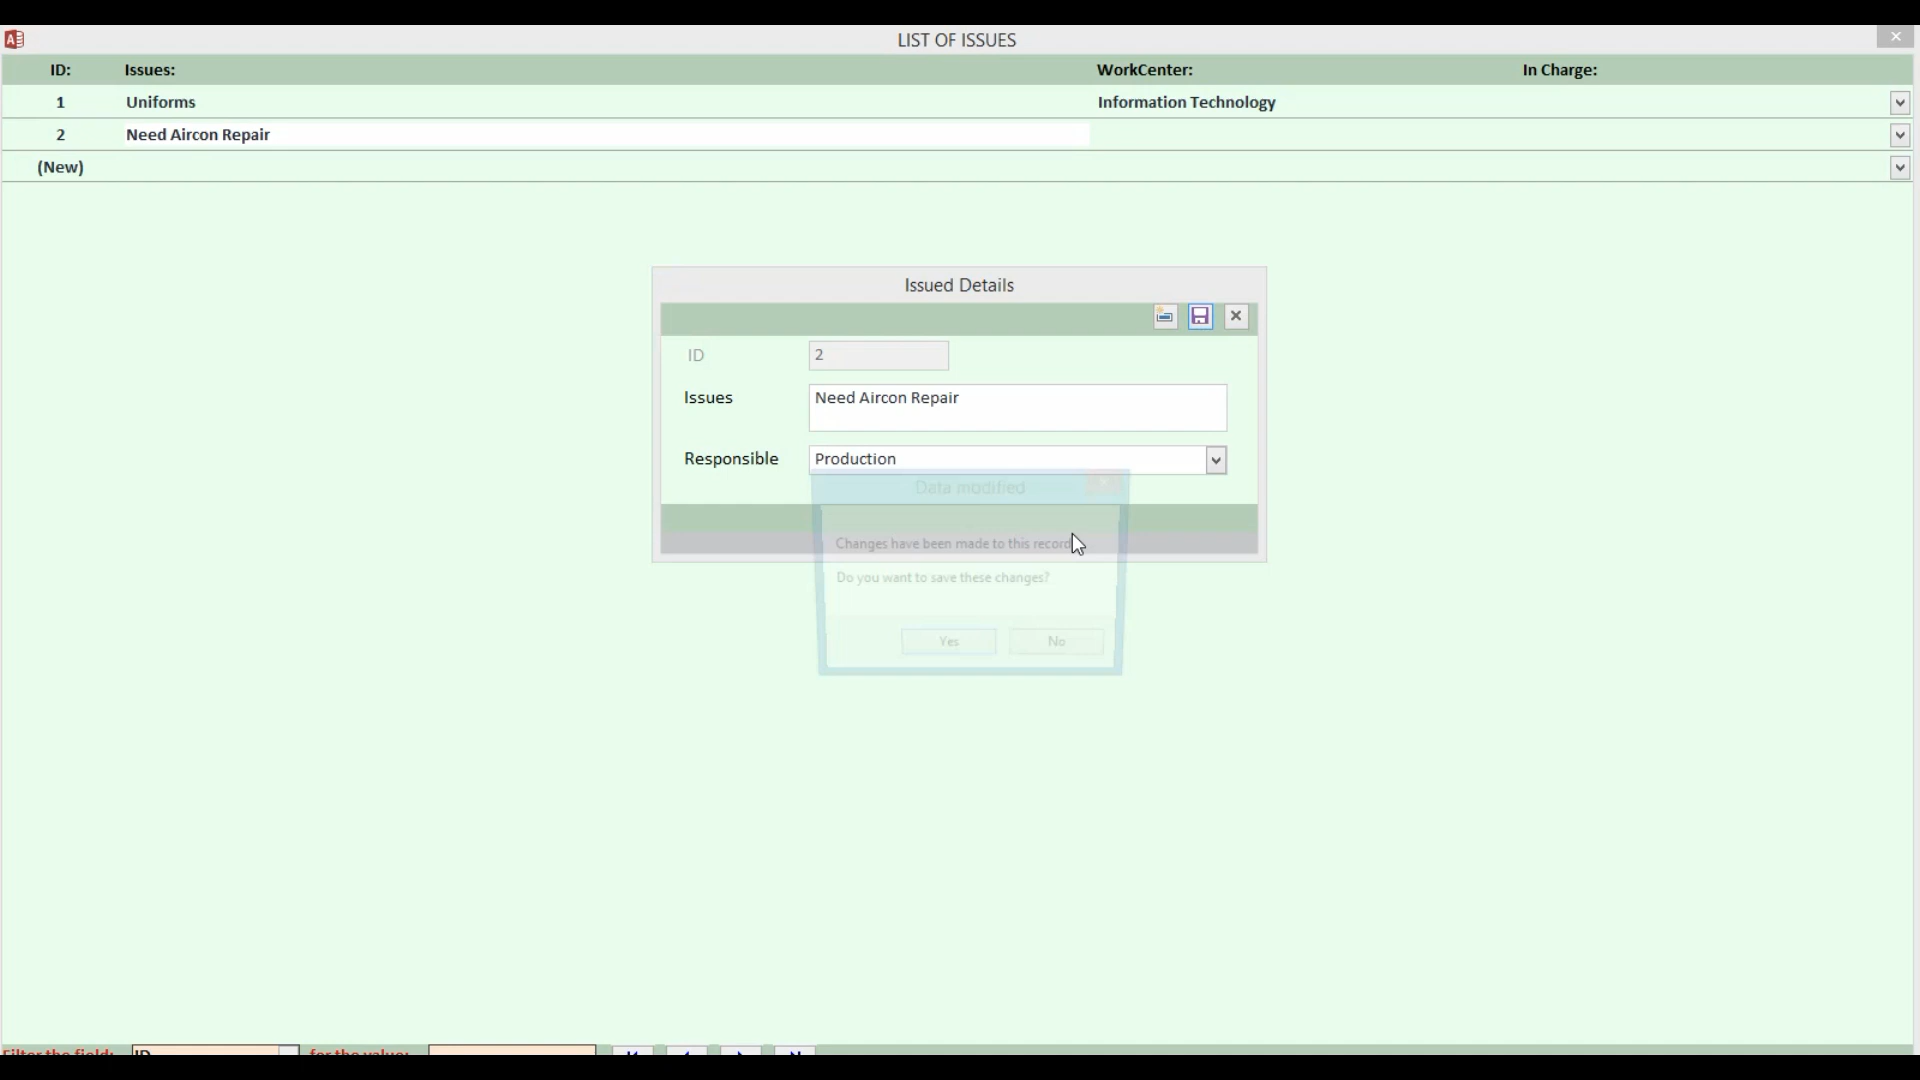 LIST OF ISSUES
ID: Issues: WorkCenter: In Charge:
1 Uniforms Information Technology
2 Need Aircon Repair
(New)
Issued Details
ID 2
Issues Need Aircon Repair
Responsible Production
Data modified
Changes have been made to this record
Do you want to save these changes?
Yes No
Filter the field: ID for the value: